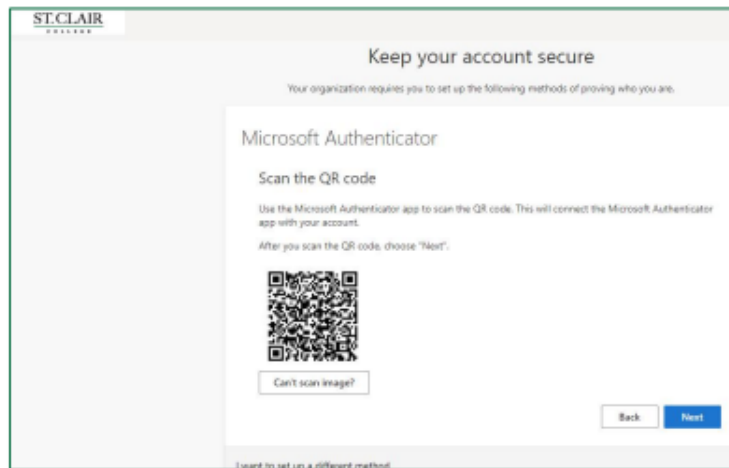 ST. CLAIR
COLLEGE
Keep your account secure
Your organization requires you to set up the following methods of proving who you are.
Microsoft Authenticator
Scan the QR code
Use the Microsoft Authenticator app to scan the QR code. This will connect the Microsoft Authenticator
app with your account.
After you scan the QR code, choose "Next".
Can't scan image?
Back
Next
I want to set up a different method